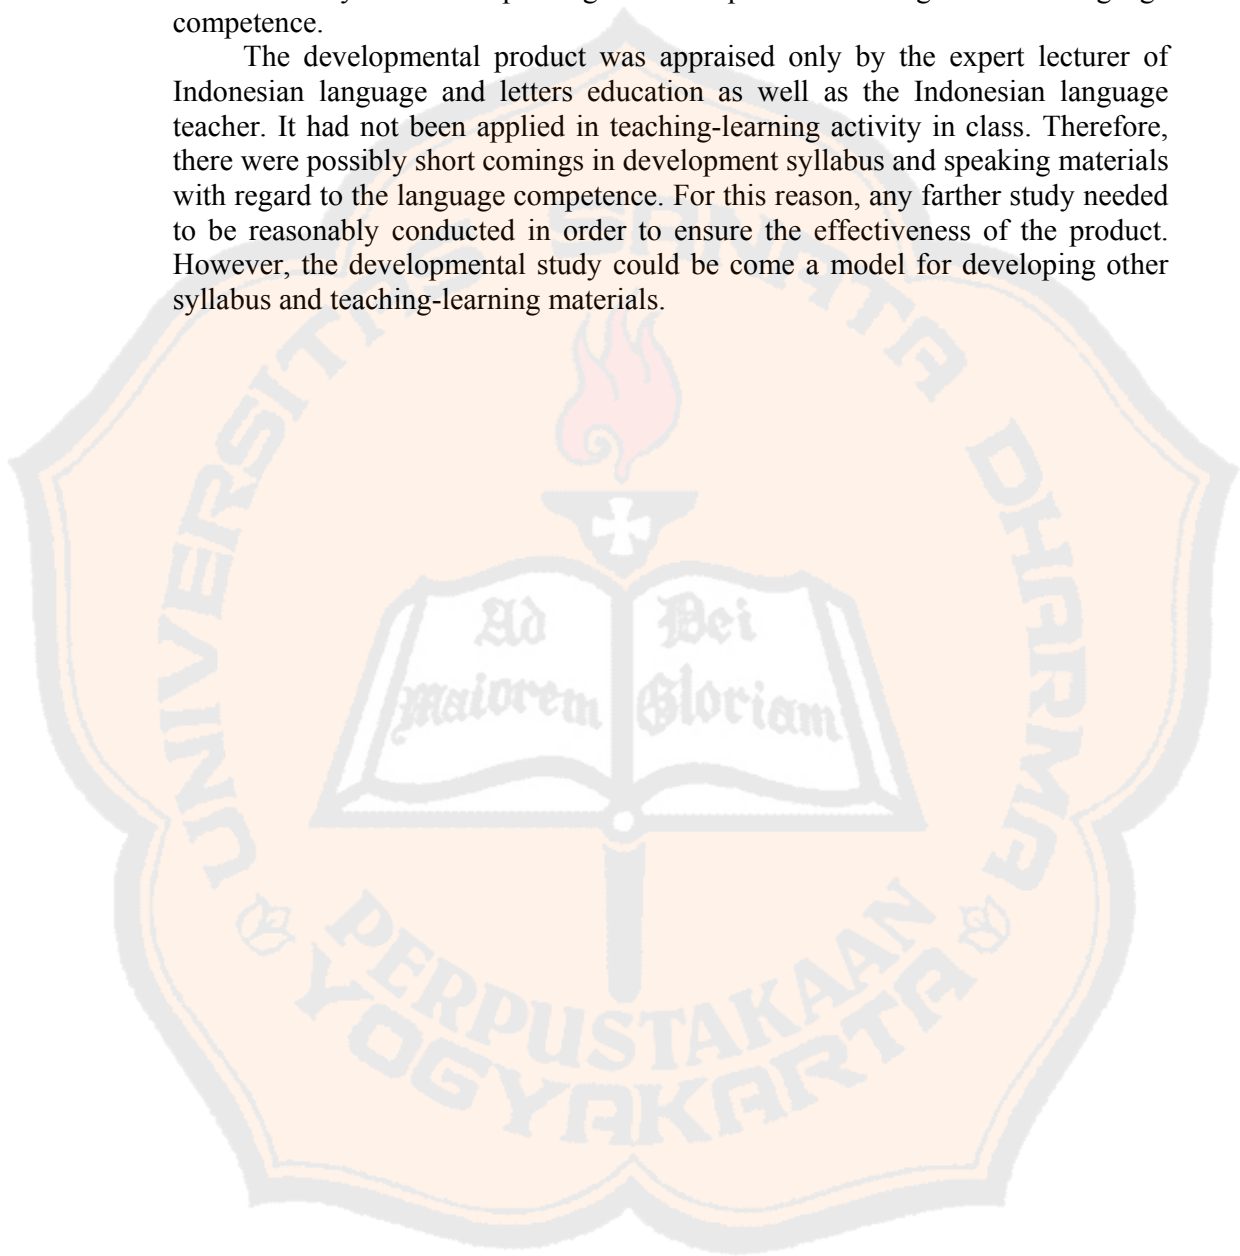 competence.
The developmental product was appraised only by the expert lecturer of
Indonesian language and letters education as well as the Indonesian language
teacher. It had not been applied in teaching-learning activity in class. Therefore,
there were possibly short comings in development syllabus and speaking materials
with regard to the language competence. For this reason, any farther study needed
to be reasonably conducted in order to ensure the effectiveness of the product.
However, the developmental study could be come a model for developing other
syllabus and teaching-learning materials.
UNIVERSITAS SANATA DHARMA
Ad Dei
Maiorem Gloriam
PERPUSTAKAAN
YOGYAKARTA